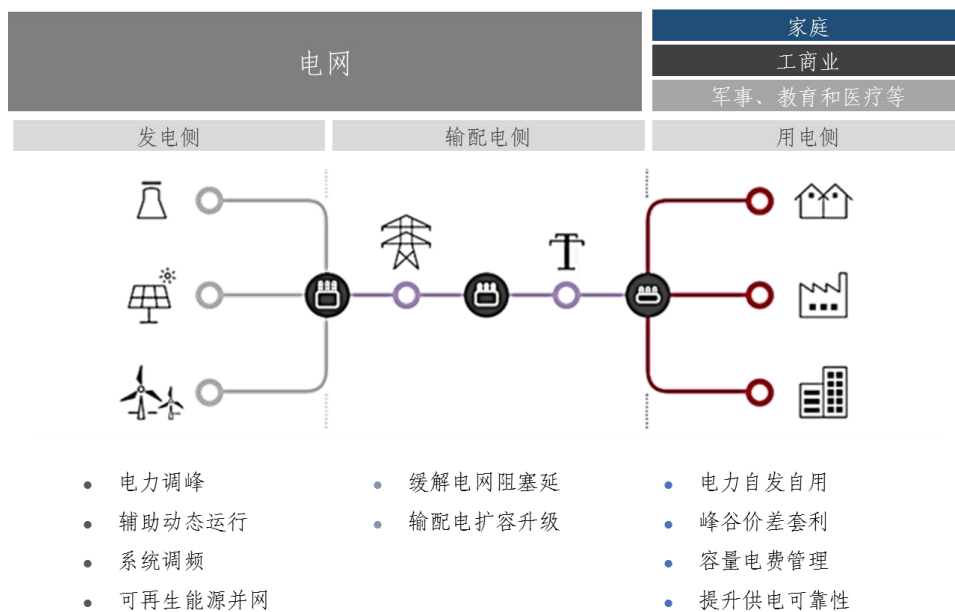 电网
家庭
工商业
军事、教育和医疗等
发电侧
输配电侧
用电侧
电力调峰
辅助动态运行
系统调频
可再生能源并网
缓解电网阻塞延
输配电扩容升级
电力自发自用
峰谷价差套利
容量电费管理
提升供电可靠性